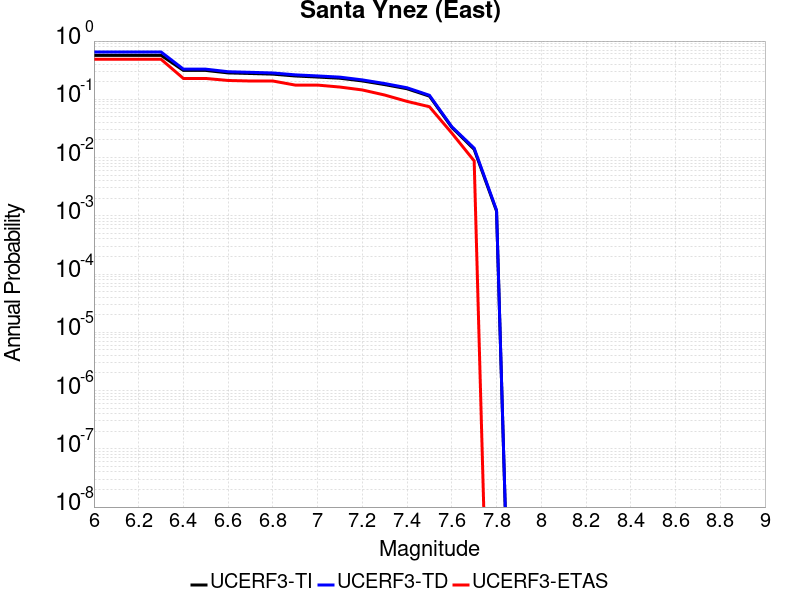 Santa Ynez (East)
10^0
10^-1
10^-2
10^-3
10^-4
10^-5
10^-6
10^-7
10^-8
Annual Probability
6 6.2 6.4 6.6 6.8 7 7.2 7.4 7.6 7.8 8 8.2 8.4 8.6 8.8 9
Magnitude
UCERF3-TI UCERF3-TD UCERF3-ETAS